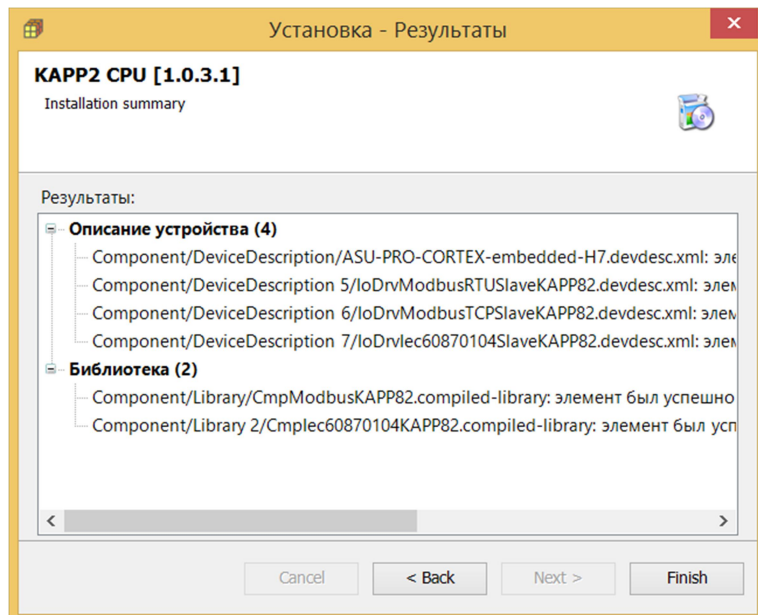 Установка - Результаты
KAPP2 CPU [1.0.3.1]
Installation summary
Результаты:
Описание устройства (4)
Component/DeviceDescription/ASU-PRO-CORTEX-embedded-H7.devdesc.xml: эле
Component/DeviceDescription 5/IoDrvModbusRTUSlaveKAPP82.devdesc.xml: элем
Component/DeviceDescription 6/IoDrvModbusTCPSlaveKAPP82.devdesc.xml: элем
Component/DeviceDescription 7/IoDrvIec60870104SlaveKAPP82.devdesc.xml: элем
Библиотека (2)
Component/Library/CmpModbusKAPP82.compiled-library: элемент был успешно
Component/Library 2/CmpIec60870104KAPP82.compiled-library: элемент был усп
Cancel < Back Next > Finish